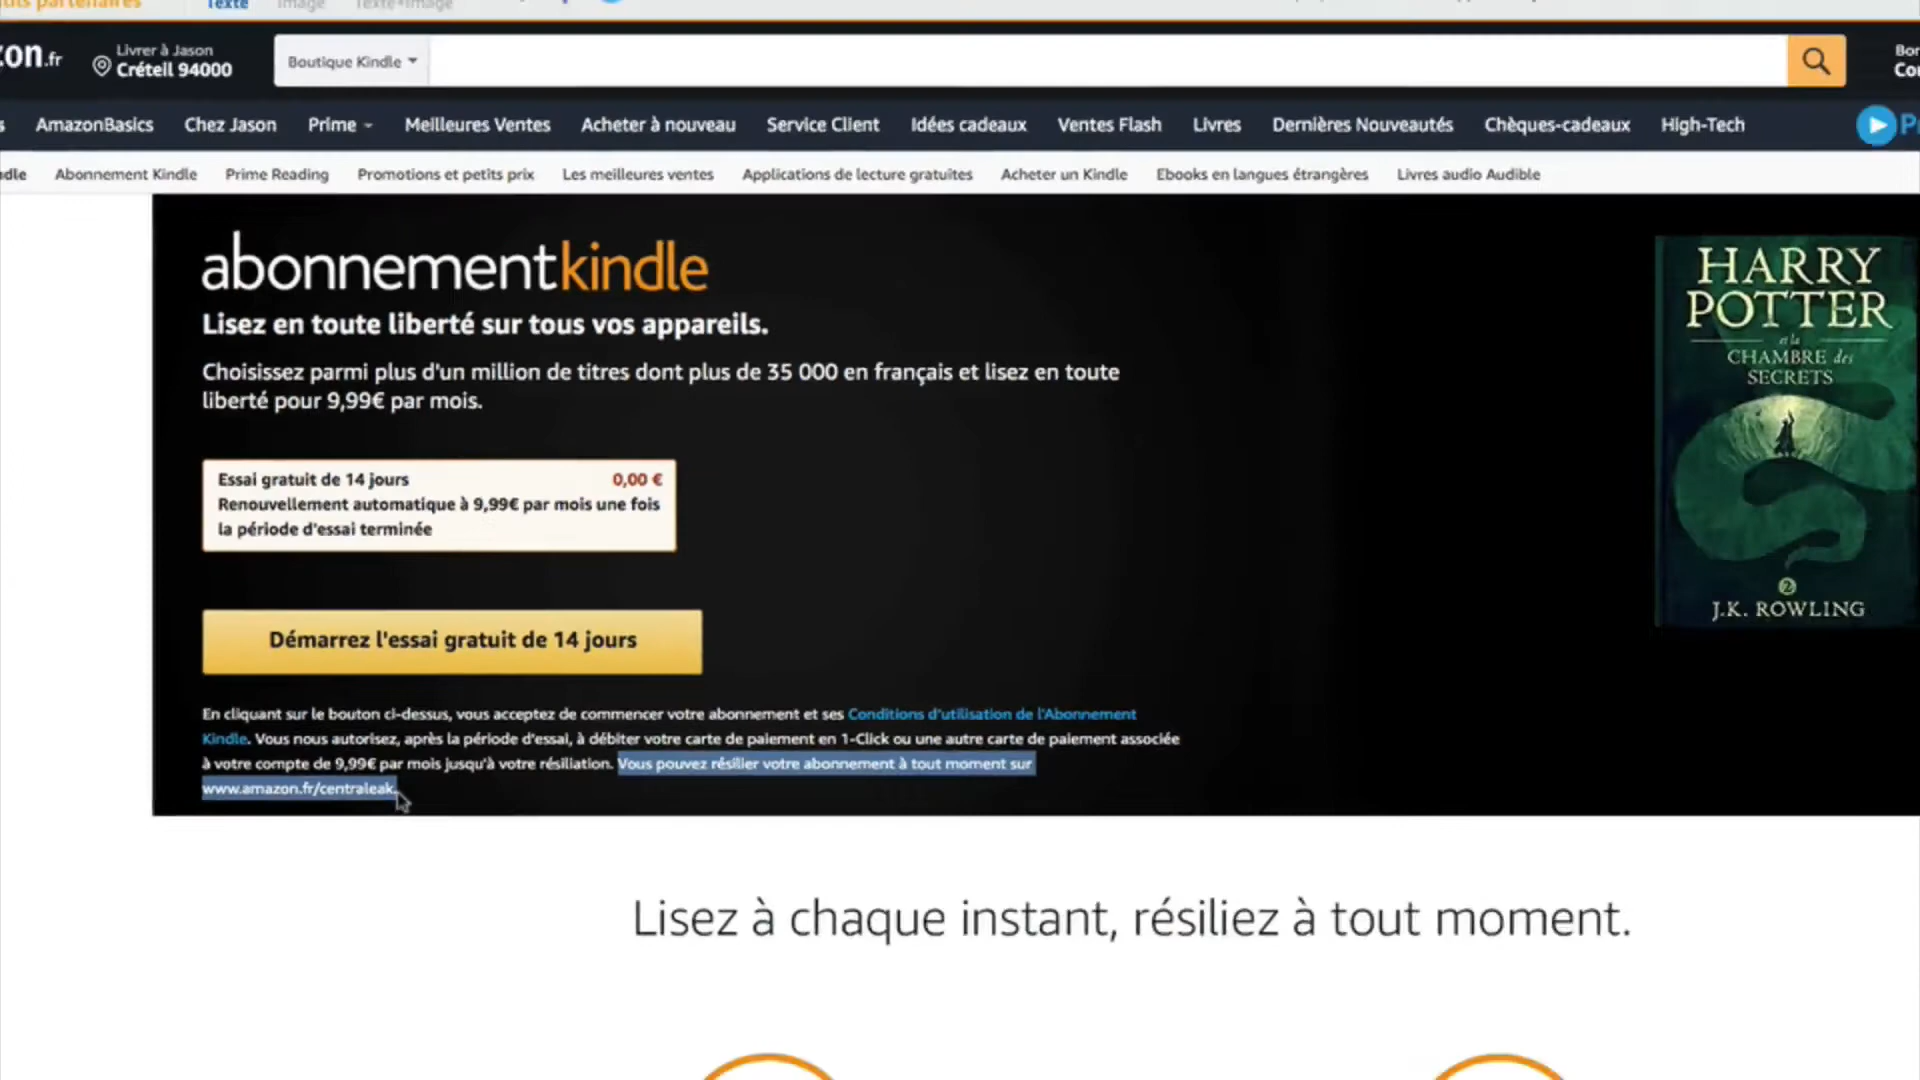 Texte Image Texte+Image
.fr
Livrer à Jason
Créteil 94000
Boutique Kindle
AmazonBasics Chez Jason Prime Meilleures Ventes Acheter à nouveau Service Client Idées cadeaux Ventes Flash Livres Dernières Nouveautés Chèques-cadeaux High-Tech
Abonnement Kindle Prime Reading Promotions et petits prix Les meilleures ventes Applications de lecture gratuites Acheter un Kindle Ebooks en langues étrangères Livres audio Audible
abonnementkindle
Lisez en toute liberté sur tous vos appareils.
Choisissez parmi plus d'un million de titres dont plus de 35 000 en français et lisez en toute
liberté pour 9,99€ par mois.
Essai gratuit de 14 jours 0,00 €
Renouvellement automatique à 9,99€ par mois une fois
la période d'essai terminée
Démarrez l'essai gratuit de 14 jours
En cliquant sur le bouton ci-dessus, vous acceptez de commencer votre abonnement et ses Conditions d'utilisation de l'Abonnement
Kindle. Vous nous autorisez, après la période d'essai, à débiter votre carte de paiement en 1-Click ou une autre carte de paiement associée
à votre compte de 9,99€ par mois jusqu'à votre résiliation. Vous pouvez résilier votre abonnement à tout moment sur
www.amazon.fr/centraleak.
HARRY
POTTER
et la
CHAMBRE des
SECRETS
2
J.K. ROWLING
Lisez à chaque instant, résiliez à tout moment.